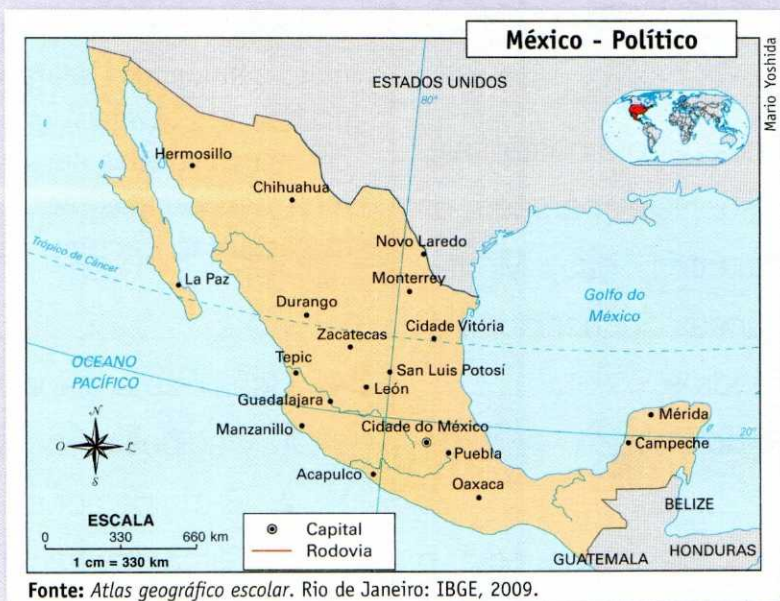 México - Político
Mario Yoshida
ESTADOS UNIDOS
80°
Hermosillo
Chihuahua
Novo Laredo
Trópico de Câncer
La Paz
Monterrey
Golfo do
México
Durango
Cidade Vitória
Zacatecas
OCEANO
PACÍFICO
Tepic
San Luis Potosí
León
Guadalajara
Manzanillo
Cidade do México
Mérida
20°
Campeche
Puebla
Acapulco
Oaxaca
N
O
L
S
BELIZE
GUATEMALA
HONDURAS
ESCALA
0 330 660 km
1 cm = 330 km
Capital
Rodovia
Fonte: Atlas geográfico escolar. Rio de Janeiro: IBGE, 2009.